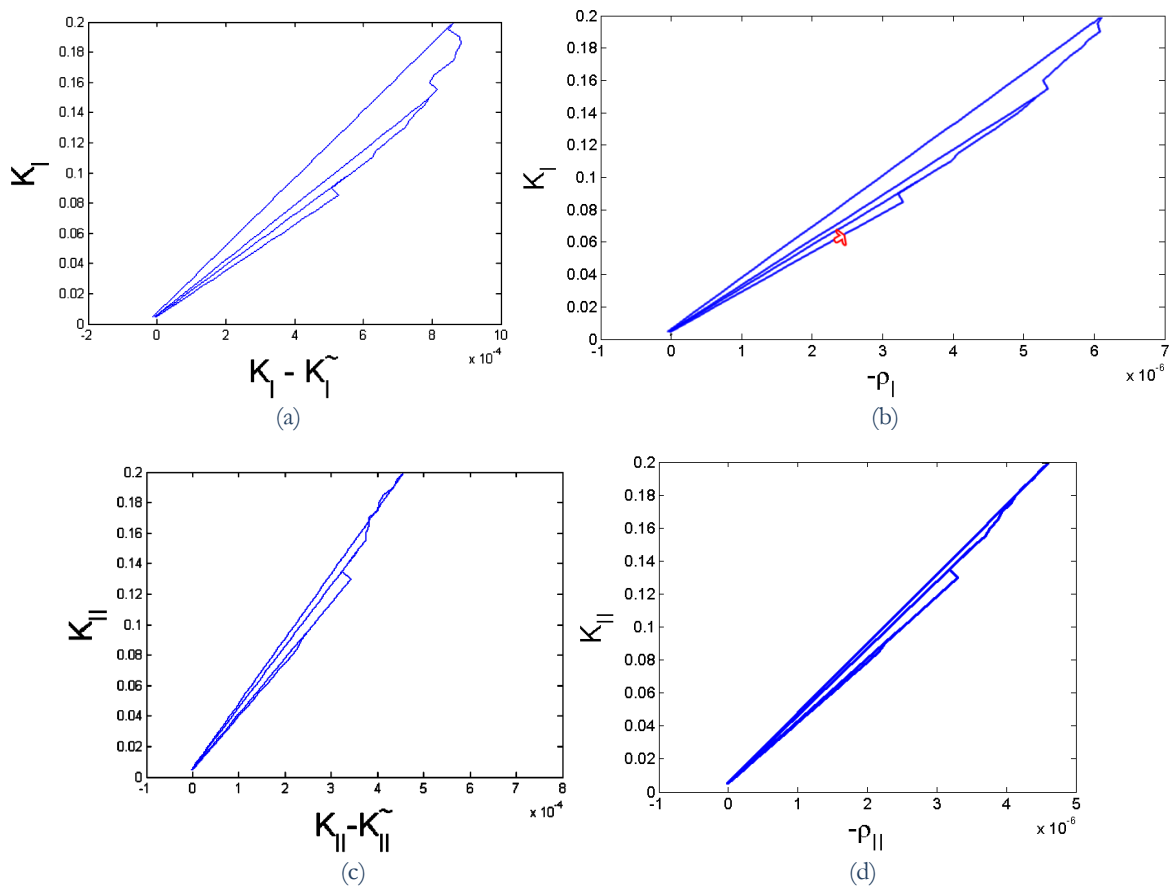 0.2
0.18
0.16
0.14
0.12
0.1
0.08
0.06
0.04
0.02
0
K_I
-2 0 2 4 6 8 10
x 10^-4
K_I - K_I^~
(a)
0.2
0.18
0.16
0.14
0.12
0.1
0.08
0.06
0.04
0.02
0
K_I
-1 0 1 2 3 4 5 6 7
x 10^-6
-ρ_I
(b)
0.2
0.18
0.16
0.14
0.12
0.1
0.08
0.06
0.04
0.02
0
K_II
-1 0 1 2 3 4 5 6 7 8
x 10^-4
K_II-K_II^~
(c)
0.2
0.18
0.16
0.14
0.12
0.1
0.08
0.06
0.04
0.02
0
K_II
-1 0 1 2 3 4 5
x 10^-6
-ρ_II
(d)